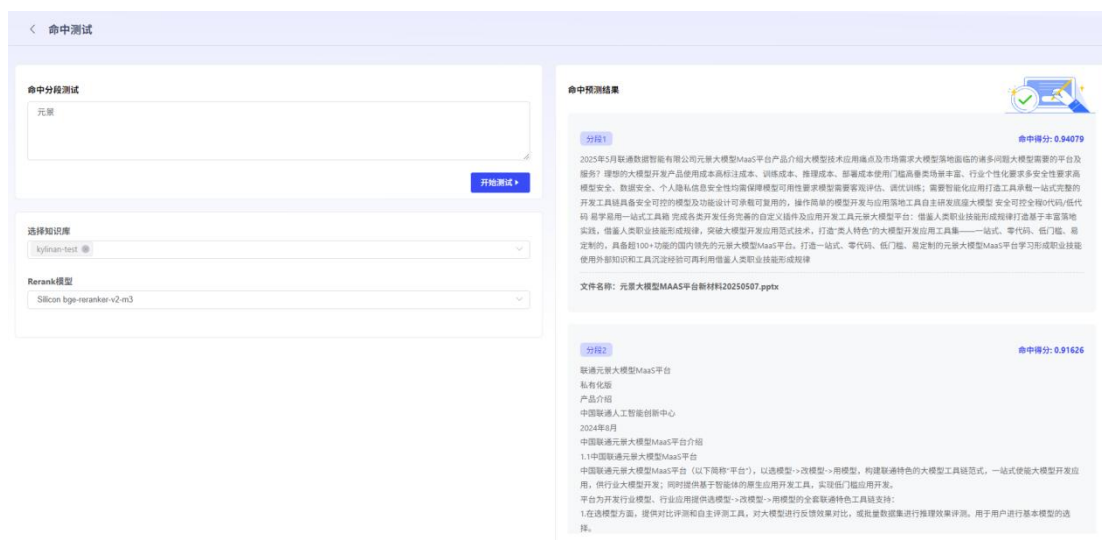 命中测试
命中分段测试
元景
开始测试
选择知识库
kylinan-test
Rerank模型
Silicon bge-reranker-v2-m3
命中预测结果
分段1
命中得分: 0.94079
2025年5月联通数据智能有限公司元景大模型MaaS平台产品介绍大模型技术应用痛点及市场需求大模型落地面临的诸多问题大模型需要的平台及
服务？理想的大模型开发产品使用成本高标注成本、训练成本、推理成本、部署成本使用门槛高垂类场景丰富、行业个性化要求多安全性要求高
模型安全、数据安全、个人隐私信息安全性均需保障模型可用性要求模型需要客观评估、调优训练；需要智能化应用打造工具承载一站式完整的
开发工具链具备安全可控的模型及功能设计可承载可复用的，操作简单的模型开发与应用落地工具自主研发底座大模型 安全可控全程0代码/低代
码 易学易用一站式工具箱 完成各类开发任务完善的自定义插件及应用开发工具元景大模型平台：借鉴人类职业技能形成规律打造基于丰富落地
实践，借鉴人类职业技能形成规律，突破大模型开发应用范式技术，打造“类人特色”的大模型开发应用工具集——一站式、零代码、低门槛、易
定制的，具备超100+功能的国内领先的元景大模型MaaS平台。打造一站式、零代码、低门槛、易定制的元景大模型MaaS平台学习形成职业技能
使用外部知识和工具沉淀经验可再利用借鉴人类职业技能形成规律
文件名称：元景大模型MAAS平台新材料20250507.pptx
分段2
命中得分: 0.91626
联通元景大模型MaaS平台
私有化版
产品介绍
中国联通人工智能创新中心
2024年8月
中国联通元景大模型MaaS平台介绍
1.1中国联通元景大模型MaaS平台
中国联通元景大模型MaaS平台（以下简称“平台”），以选模型->改模型->用模型，构建联通特色的大模型工具链范式，一站式使能大模型开发应
用，供行业大模型开发；同时提供基于智能体的原生应用开发工具，实现低门槛应用开发。
平台为开发行业模型、行业应用提供选模型->改模型->用模型的全套联通特色工具链支持：
1.在选模型方面，提供对比评测和自主评测工具，对大模型进行反馈效果对比，或批量数据集进行推理效果评测，用于用户进行基本模型的选
择。